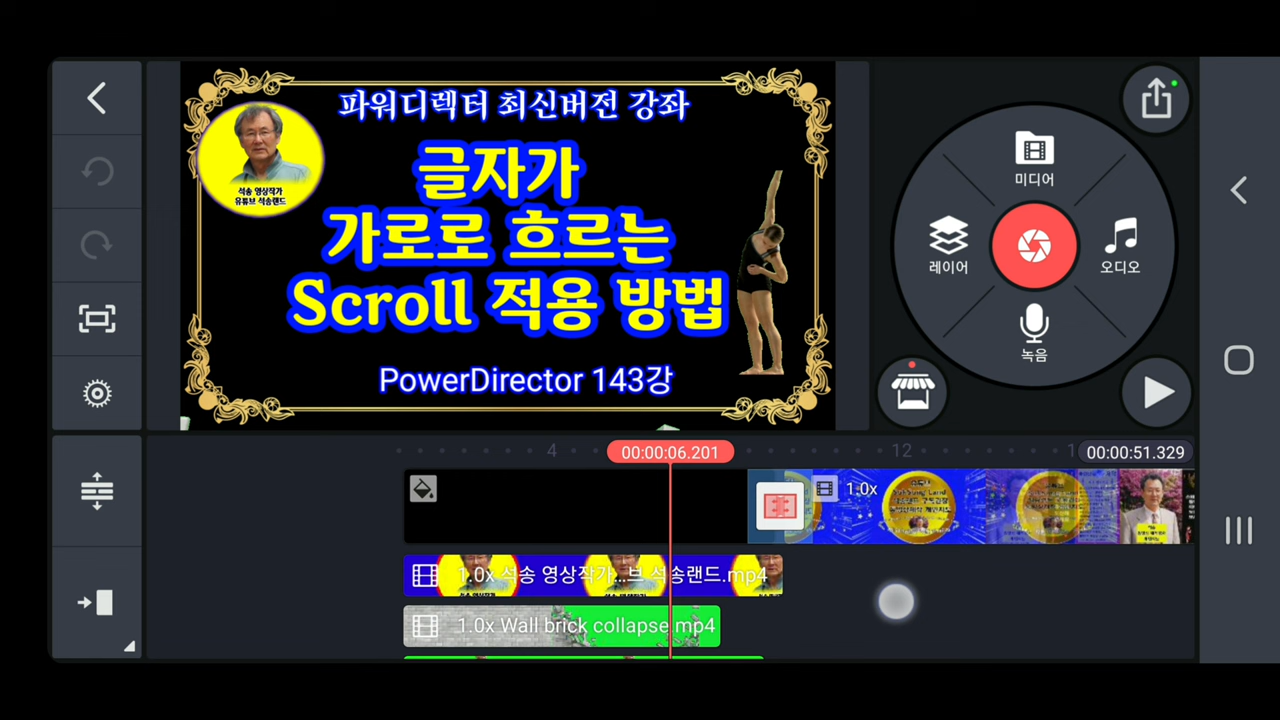 파워디렉터 최신버전 강좌
석송 영상작가
유튜브 석송랜드
글자가
가로로 흐르는
Scroll 적용 방법
PowerDirector 143강
미디어
레이어
오디오
녹음
4
00:00:06.201
12
1
00:00:51.329
1.0x
1.0x 석송 영상작가...브 석송랜드.mp4
1.0x Wall brick collapse.mp4